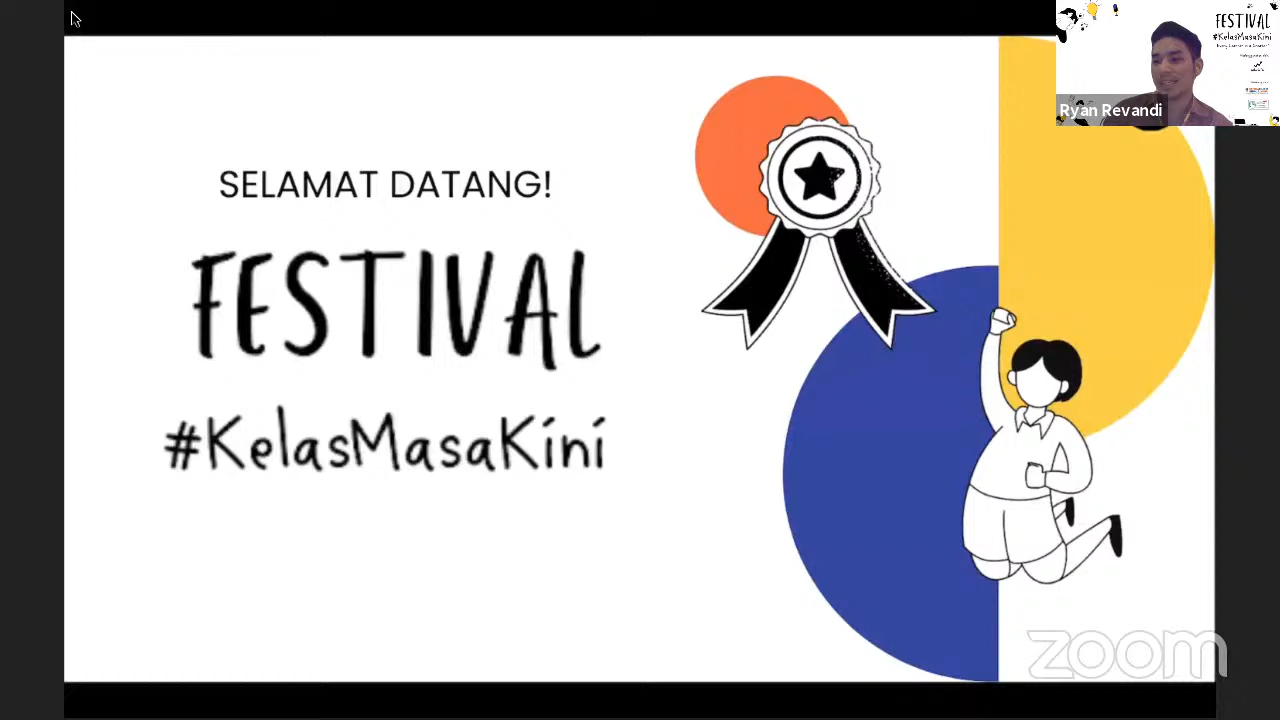 SELAMAT DATANG!
FESTIVAL
#KelasMasaKini
FESTIVAL
#KelasMasaKini
Ryan Revandi
zoom